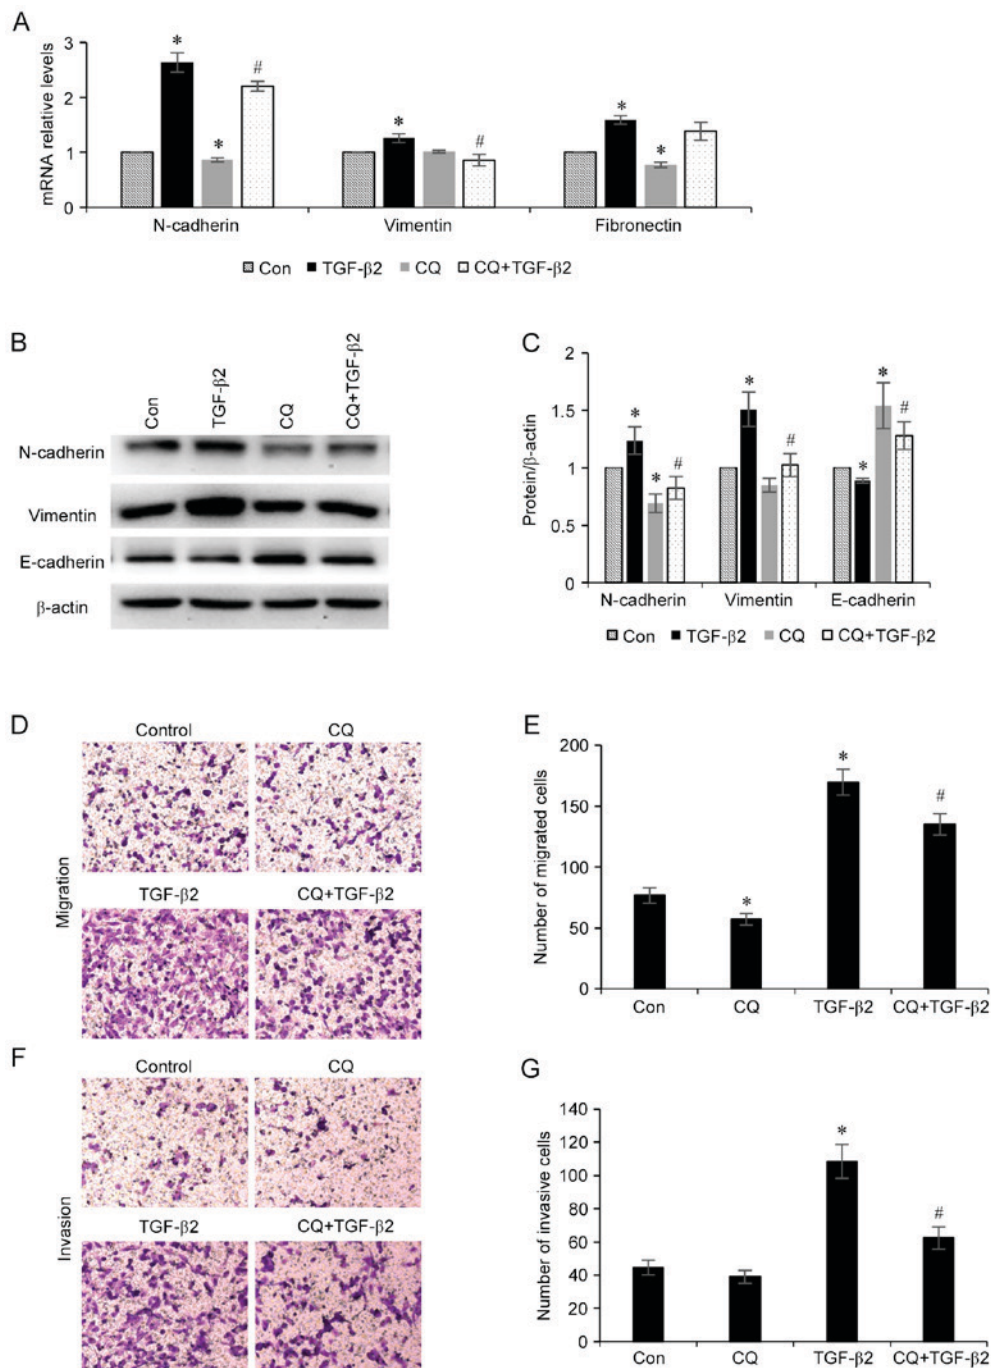 A
mRNA relative levels
3
2
1
0
* * # * # * *
N-cadherin Vimentin Fibronectin
Con TGF-β2 CQ CQ+TGF-β2
B
Con TGF-β2 CQ CQ+TGF-β2
N-cadherin
Vimentin
E-cadherin
β-actin
C
Protein/β-actin
2
1.5
1
0.5
0
* * # * # * * #
N-cadherin Vimentin E-cadherin
Con TGF-β2 CQ CQ+TGF-β2
D
Migration
Control CQ
TGF-β2 CQ+TGF-β2
E
Number of migrated cells
200
150
100
50
0
* * #
Con CQ TGF-β2 CQ+TGF-β2
F
Invasion
Control CQ
TGF-β2 CQ+TGF-β2
G
Number of invasive cells
140
120
100
80
60
40
20
0
* #
Con CQ TGF-β2 CQ+TGF-β2